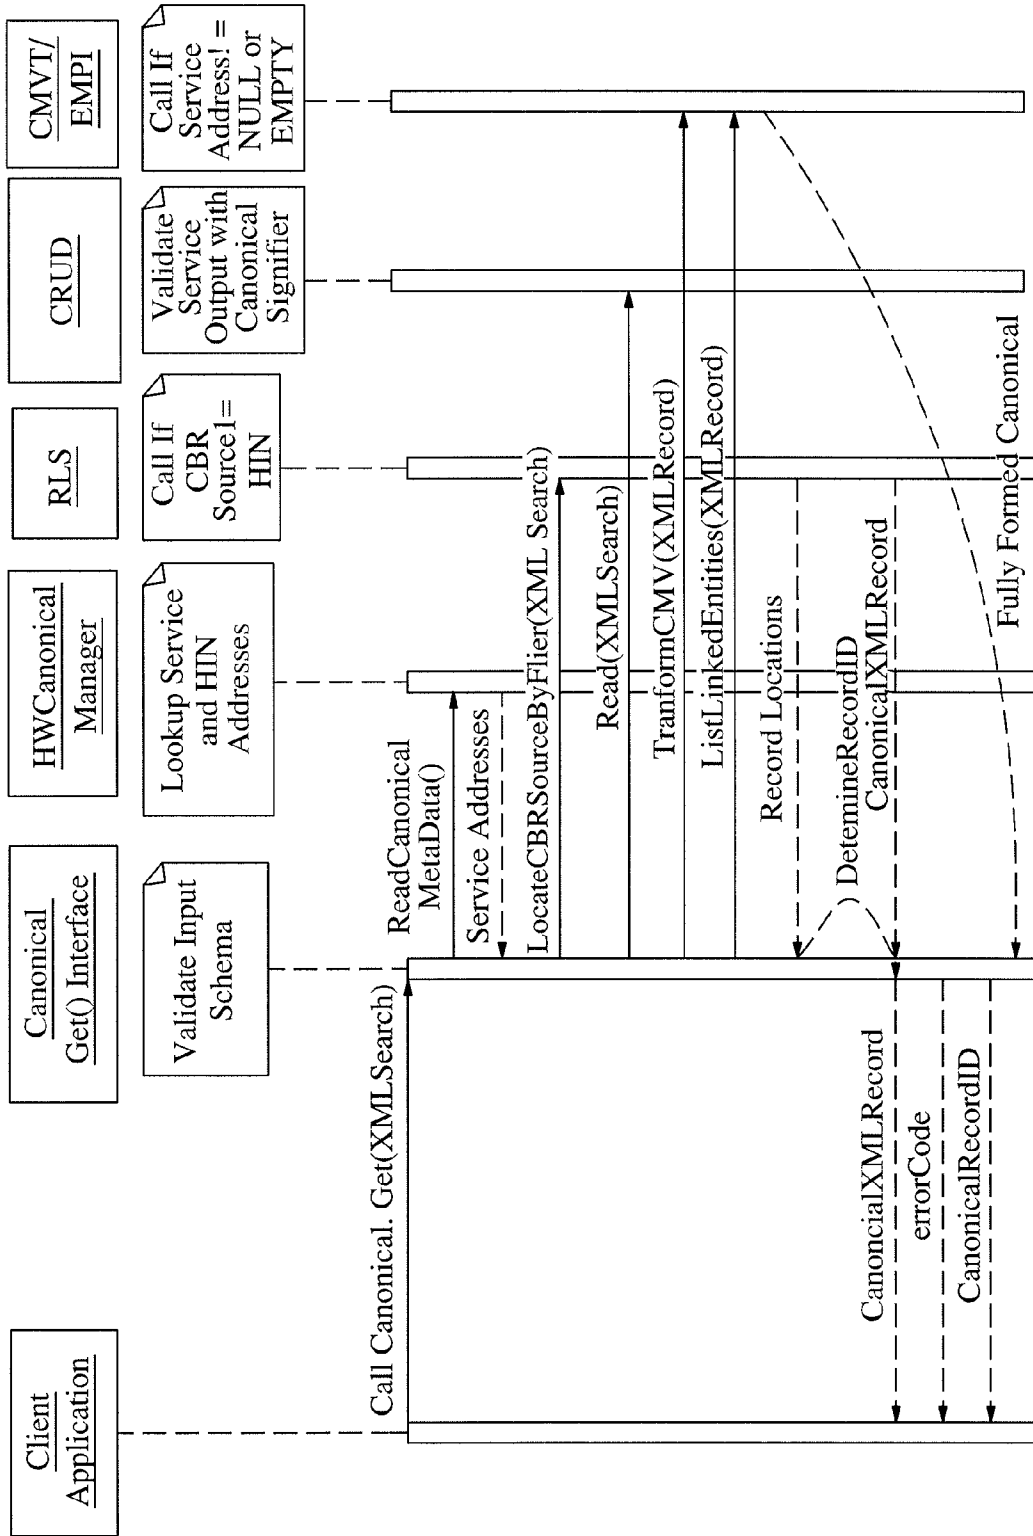 Client
Application
Canonical
Get() Interface
HWCanonical
Manager
RLS
CRUD
CMVT/
EMPI
Validate Input
Schema
Lookup Service
and HIN
Addresses
Call If
CBR
Source1=
HIN
Validate
Service
Output with
Canonical
Signifier
Call If
Service
Address! =
NULL or
EMPTY
Call Canonical. Get(XMLSearch)
ReadCanonical
MetaData()
Service Addresses
LocateCBRSourceByFlier(XML Search)
Read(XMLSearch)
TranformCMV(XMLRecord)
ListLinkedEntities(XMLRecord)
Record Locations
DetemineRecordID
CanonicalXMLRecord
CanoncialXMLRecord
errorCode
CanonicalRecordID
Fully Formed Canonical